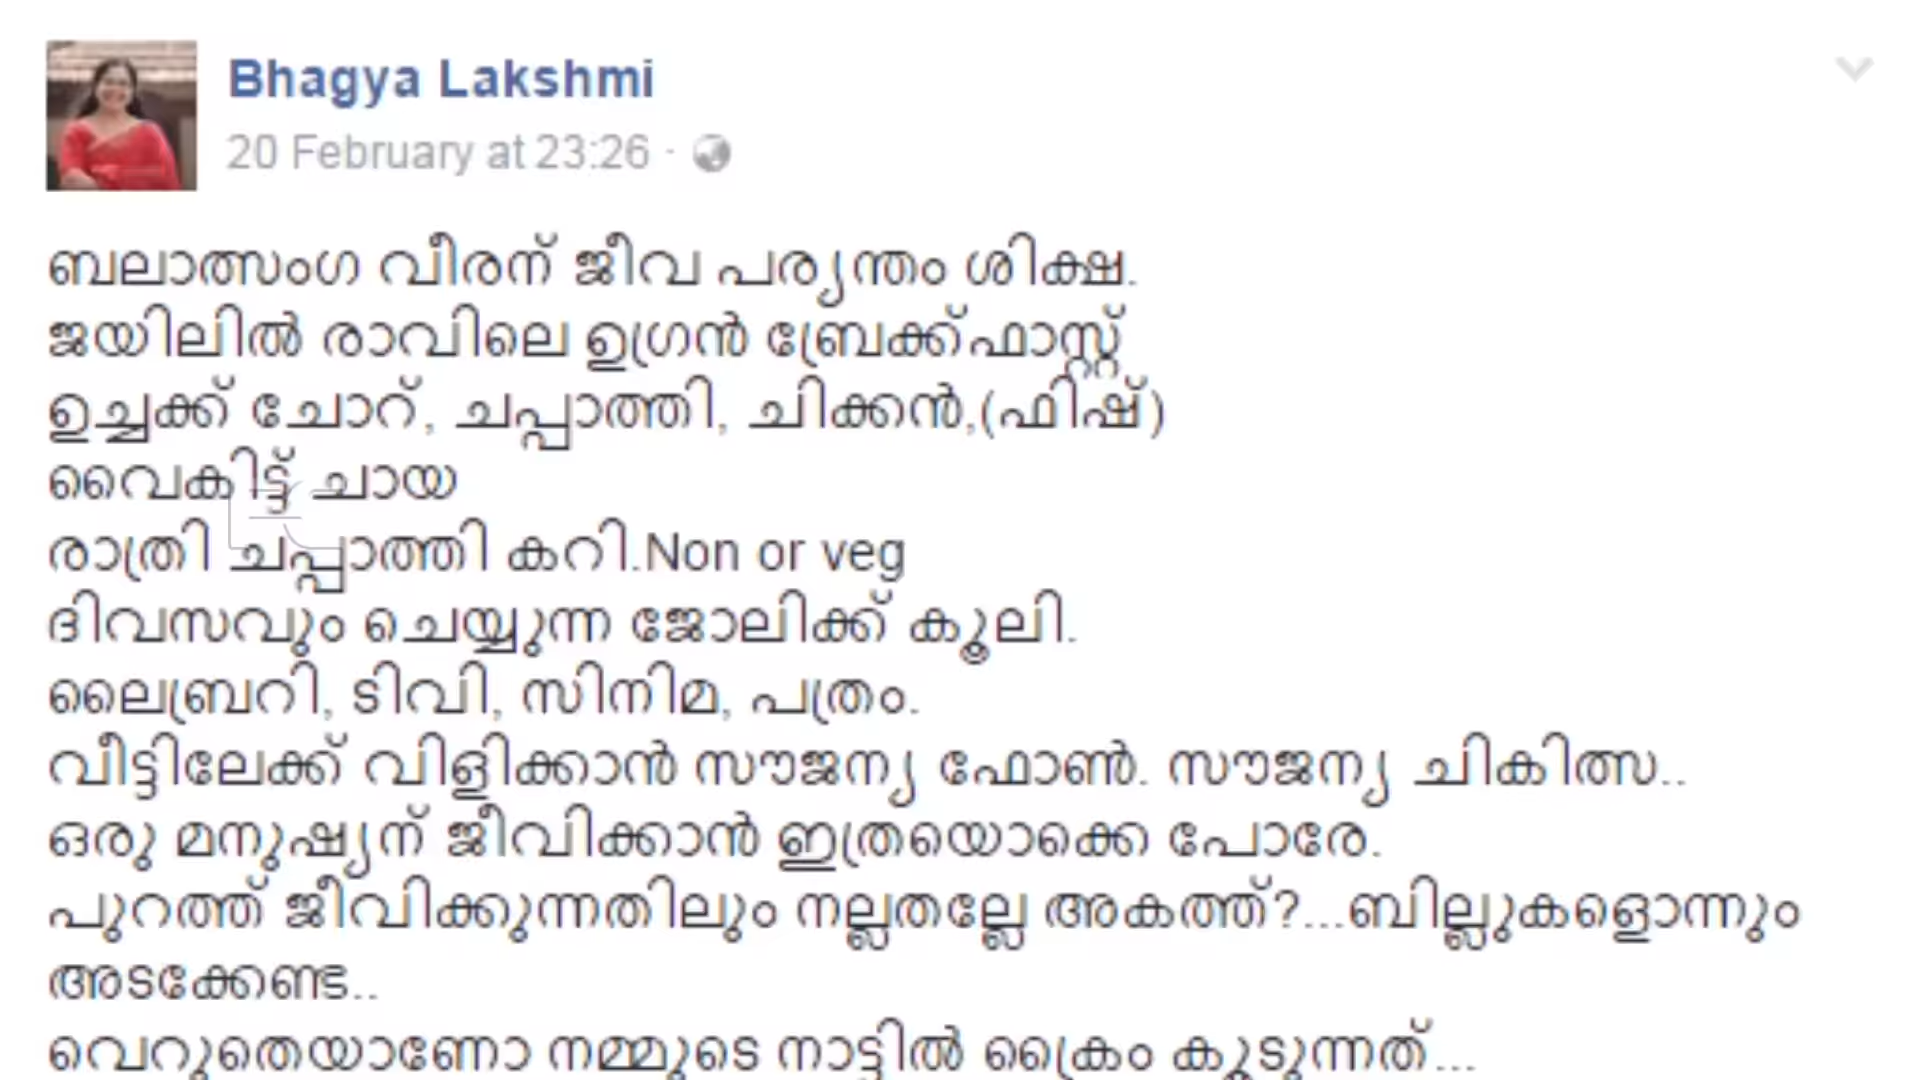 Bhagya Lakshmi
20 February at 23:26 ·
ബലാത്സംഗ വീരന് ജീവ പര്യന്തം ശിക്ഷ.
ജയിലിൽ രാവിലെ ഉഗ്രൻ ബ്രേക്ക്ഫാസ്റ്റ്
ഉച്ചക്ക് ചോറ്, ചപ്പാത്തി, ചിക്കൻ,(ഫിഷ്)
വൈകിട്ട് ചായ
രാത്രി ചപ്പാത്തി കറി.Non or veg
ദിവസവും ചെയ്യുന്ന ജോലിക്ക് കൂലി.
ലൈബ്രറി, ടിവി, സിനിമ, പത്രം.
വീട്ടിലേക്ക് വിളിക്കാൻ സൗജന്യ ഫോൺ. സൗജന്യ ചികിത്സ..
ഒരു മനുഷ്യന് ജീവിക്കാൻ ഇത്രയൊക്കെ പോരേ.
പുറത്ത് ജീവിക്കുന്നതിലും നല്ലതല്ലേ അകത്ത്?...ബില്ലുകളൊന്നും
അടക്കേണ്ട..
വെറുതെയാണോ നമ്മുടെ നാട്ടിൽ ക്രൈം കൂടുന്നത്...